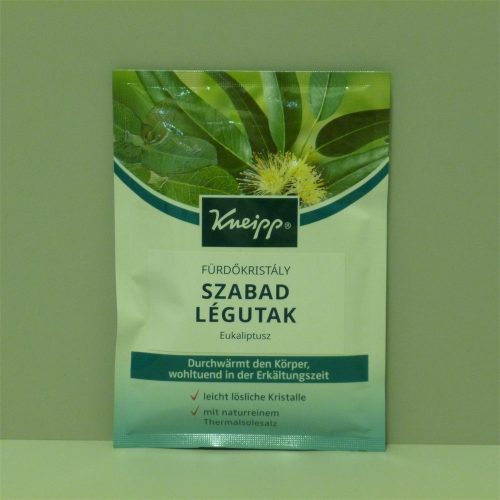 Kneipp®
FÜRDŐKRISTÁLY
SZABAD
LÉGUTAK
Eukaliptusz
Durchwärmt den Körper,
wohltuend in der Erkältungszeit
✓ leicht lösliche Kristalle
✓ mit naturreinem
Thermalsolesalz